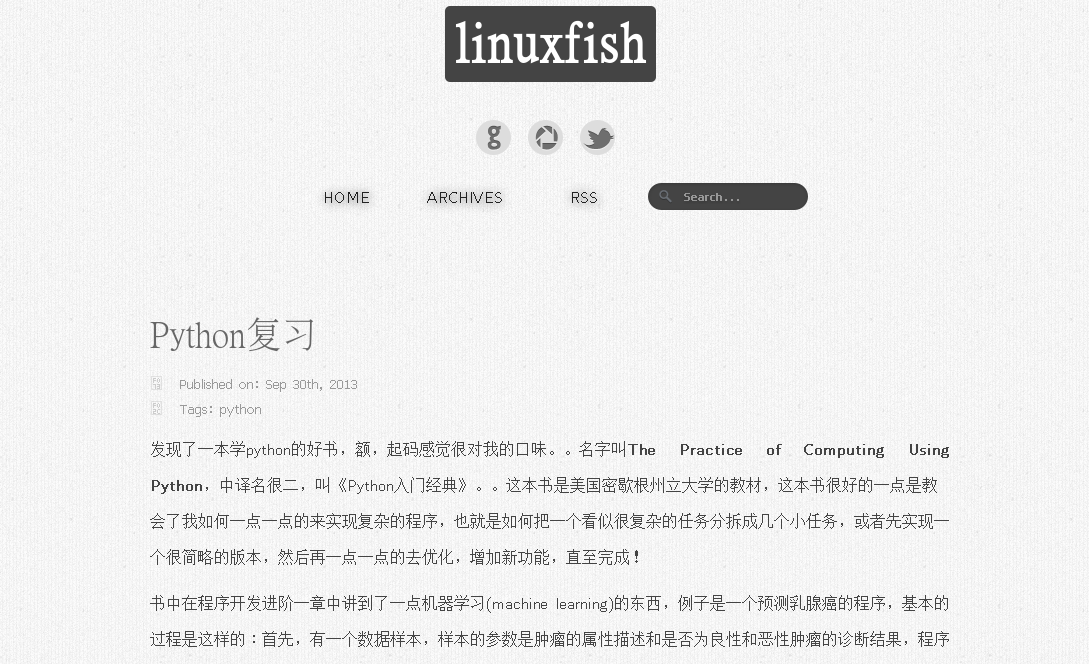 linuxfish
HOME ARCHIVES RSS Search...
Python复习
Published on: Sep 30th, 2013
Tags: python
发现了一本学python的好书，额，起码感觉很对我的口味。。名字叫The Practice of Computing Using
Python，中译名很二，叫《Python入门经典》。。这本书是美国密歇根州立大学的教材，这本书很好的一点是教
会了我如何一点一点的来实现复杂的程序，也就是如何把一个看似很复杂的任务分拆成几个小任务，或者先实现一
个很简略的版本，然后再一点一点的去优化，增加新功能，直至完成！
书中在程序开发进阶一章中讲到了一点机器学习(machine learning)的东西，例子是一个预测乳腺癌的程序，基本的
过程是这样的：首先，有一个数据样本，样本的参数是肿瘤的属性描述和是否为良性和恶性肿瘤的诊断结果，程序